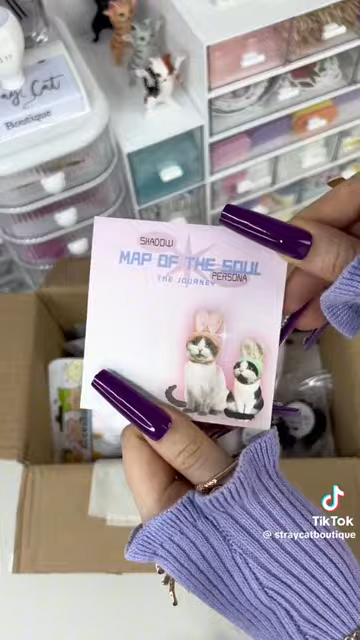 Boutique
SHADOW
MAP OF THE SOUL
PERSONA
THE JOURNEY
TikTok
@ straycatboutique